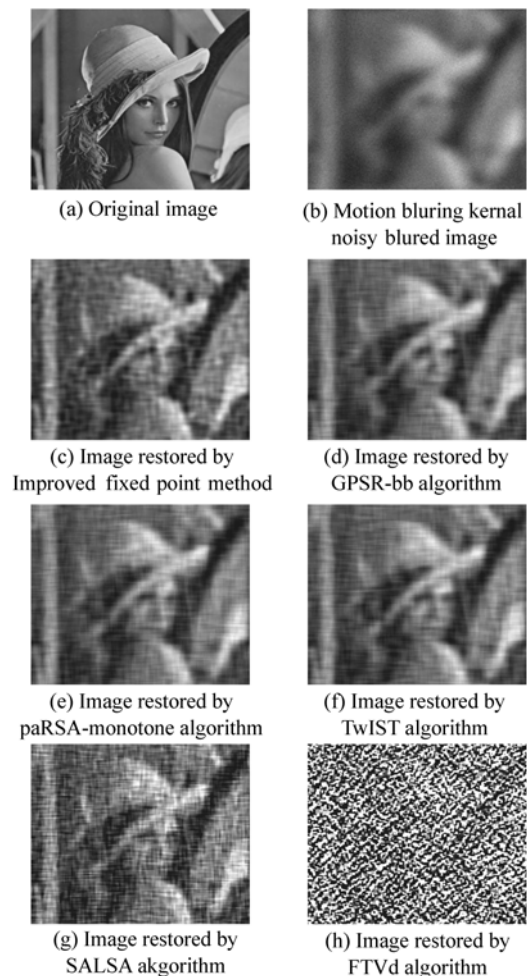 (a) Original image
(b) Motion bluring kernal
noisy blured image
(c) Image restored by
Improved fixed point method
(d) Image restored by
GPSR-bb algorithm
(e) Image restored by
paRSA-monotone algorithm
(f) Image restored by
TwIST algorithm
(g) Image restored by
SALSA akgorithm
(h) Image restored by
FTVd algorithm